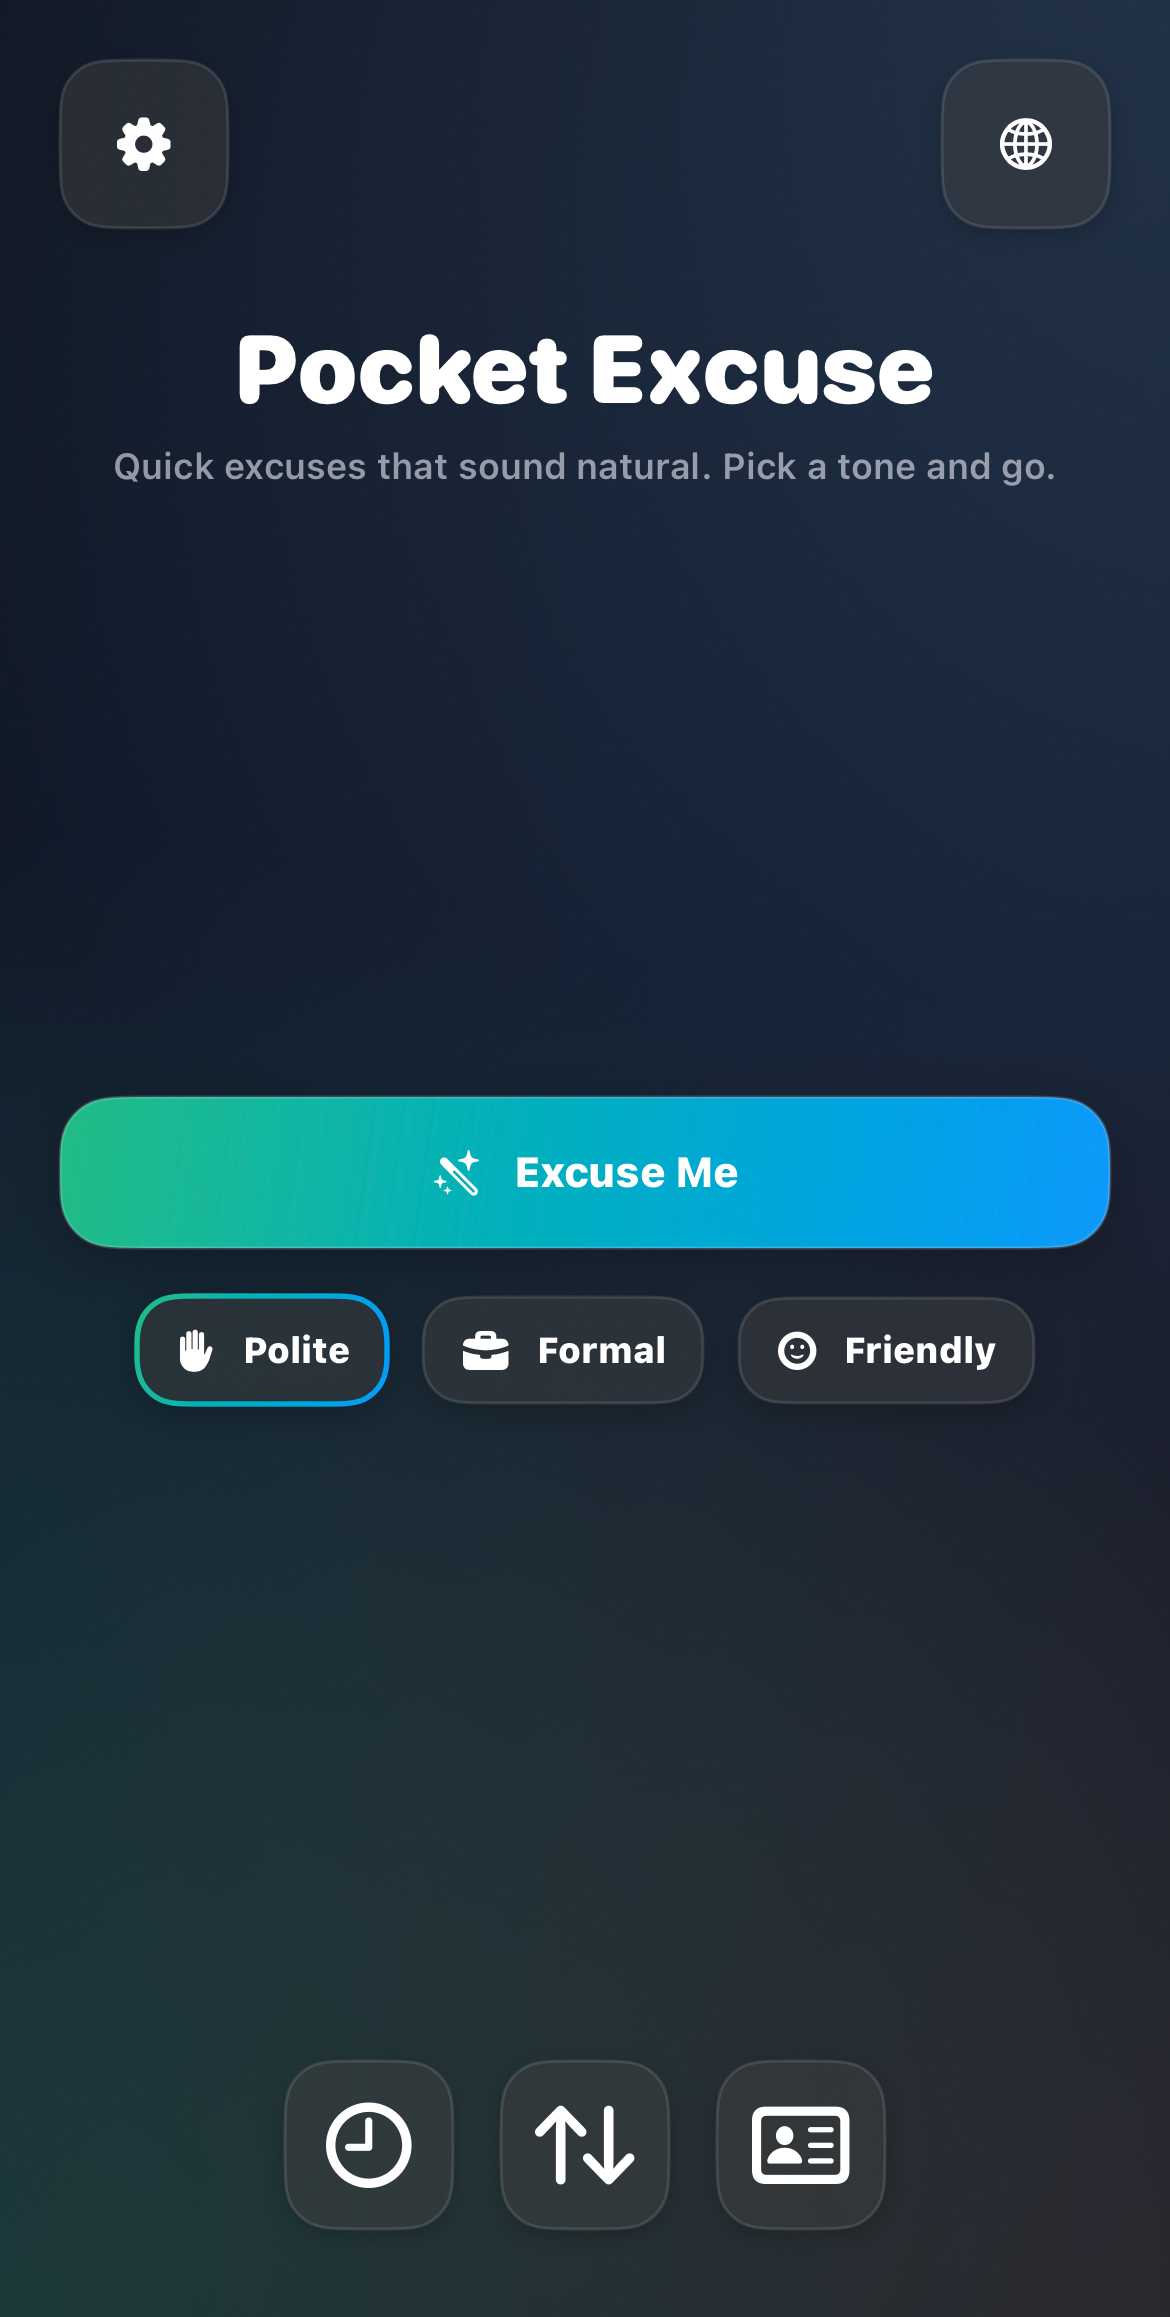 Pocket Excuse
Quick excuses that sound natural. Pick a tone and go.
Excuse Me
Polite
Formal
Friendly